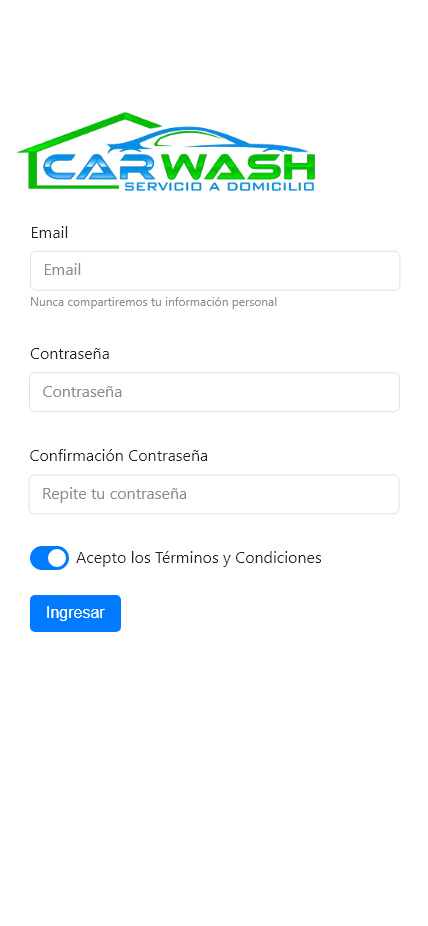 CARWASH
SERVICIO A DOMICILIO
Email
Email
Nunca compartiremos tu información personal
Contraseña
Contraseña
Confirmación Contraseña
Repite tu contraseña
Acepto los Términos y Condiciones
Ingresar